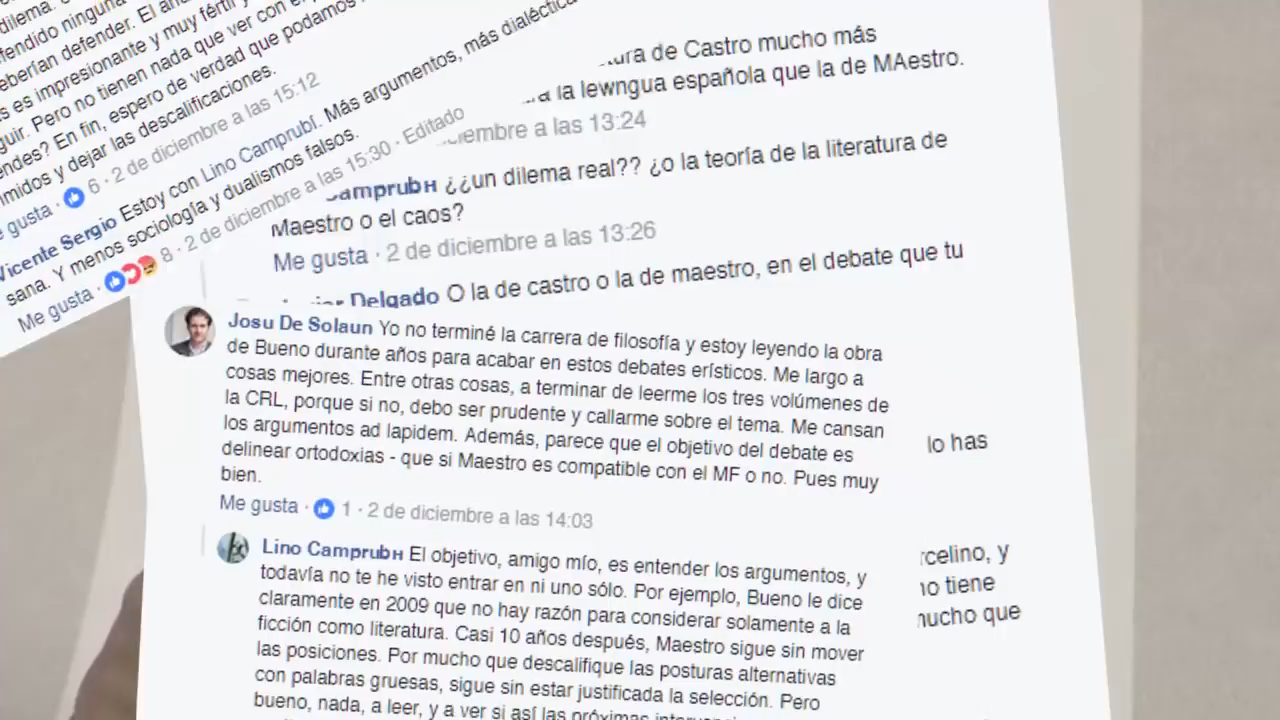 dilema.
fendido ninguna
eberían defender. El
s es impresionante y muy fértil y
guir. Pero no tienen nada que ver con
endes? En fin, espero de verdad que podamos
imidos y dejar las descalificaciones.
e gusta · 6 · 2 de diciembre a las 15:12
Vicente Sergio Estoy con Lino Camprubí. Más argumentos, más dialéctica
sana. Y menos sociología y dualismos falsos.
Me gusta · 8 · 2 de diciembre a las 15:30 · Editado
de Castro mucho más
a la lewngua española que la de MAestro.
a las 13:24
¿¿un dilema real?? ¿o la teoría de la literatura de
Maestro o el caos?
Me gusta · 2 de diciembre a las 13:26
Delgado O la de castro o la de maestro, en el debate que tu
Josu De Solaun Yo no terminé la carrera de filosofía y estoy leyendo la obra
de Bueno durante años para acabar en estos debates erísticos. Me largo a
cosas mejores. Entre otras cosas, a terminar de leerme los tres volúmenes de
la CRL, porque si no, debo ser prudente y callarme sobre el tema. Me cansan
los argumentos ad lapidem. Además, parece que el objetivo del debate es
delinear ortodoxias - que si Maestro es compatible con el MF o no. Pues muy
bien.
Me gusta · 1 · 2 de diciembre a las 14:03
Lino Camprubн El objetivo, amigo mío, es entender los argumentos, y
todavía no te he visto entrar en ni uno sólo. Por ejemplo, Bueno le dice
claramente en 2009 que no hay razón para considerar solamente a la
ficción como literatura. Casi 10 años después, Maestro sigue sin mover
las posiciones. Por mucho que descalifique las posturas alternativas
con palabras gruesas, sigue sin estar justificada la selección. Pero
bueno, nada, a leer, y a ver si así las próximas
lo has
rcelino, y
no tiene
mucho que